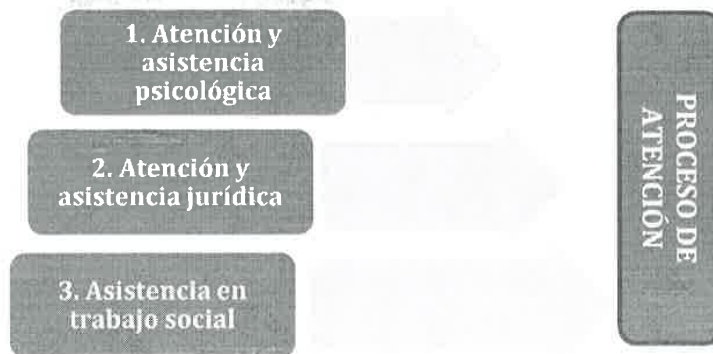 1. Atención y
asistencia
psicológica
2. Atención y
asistencia jurídica
3. Asistencia en
trabajo social
PROCESO DE
ATENCIÓN